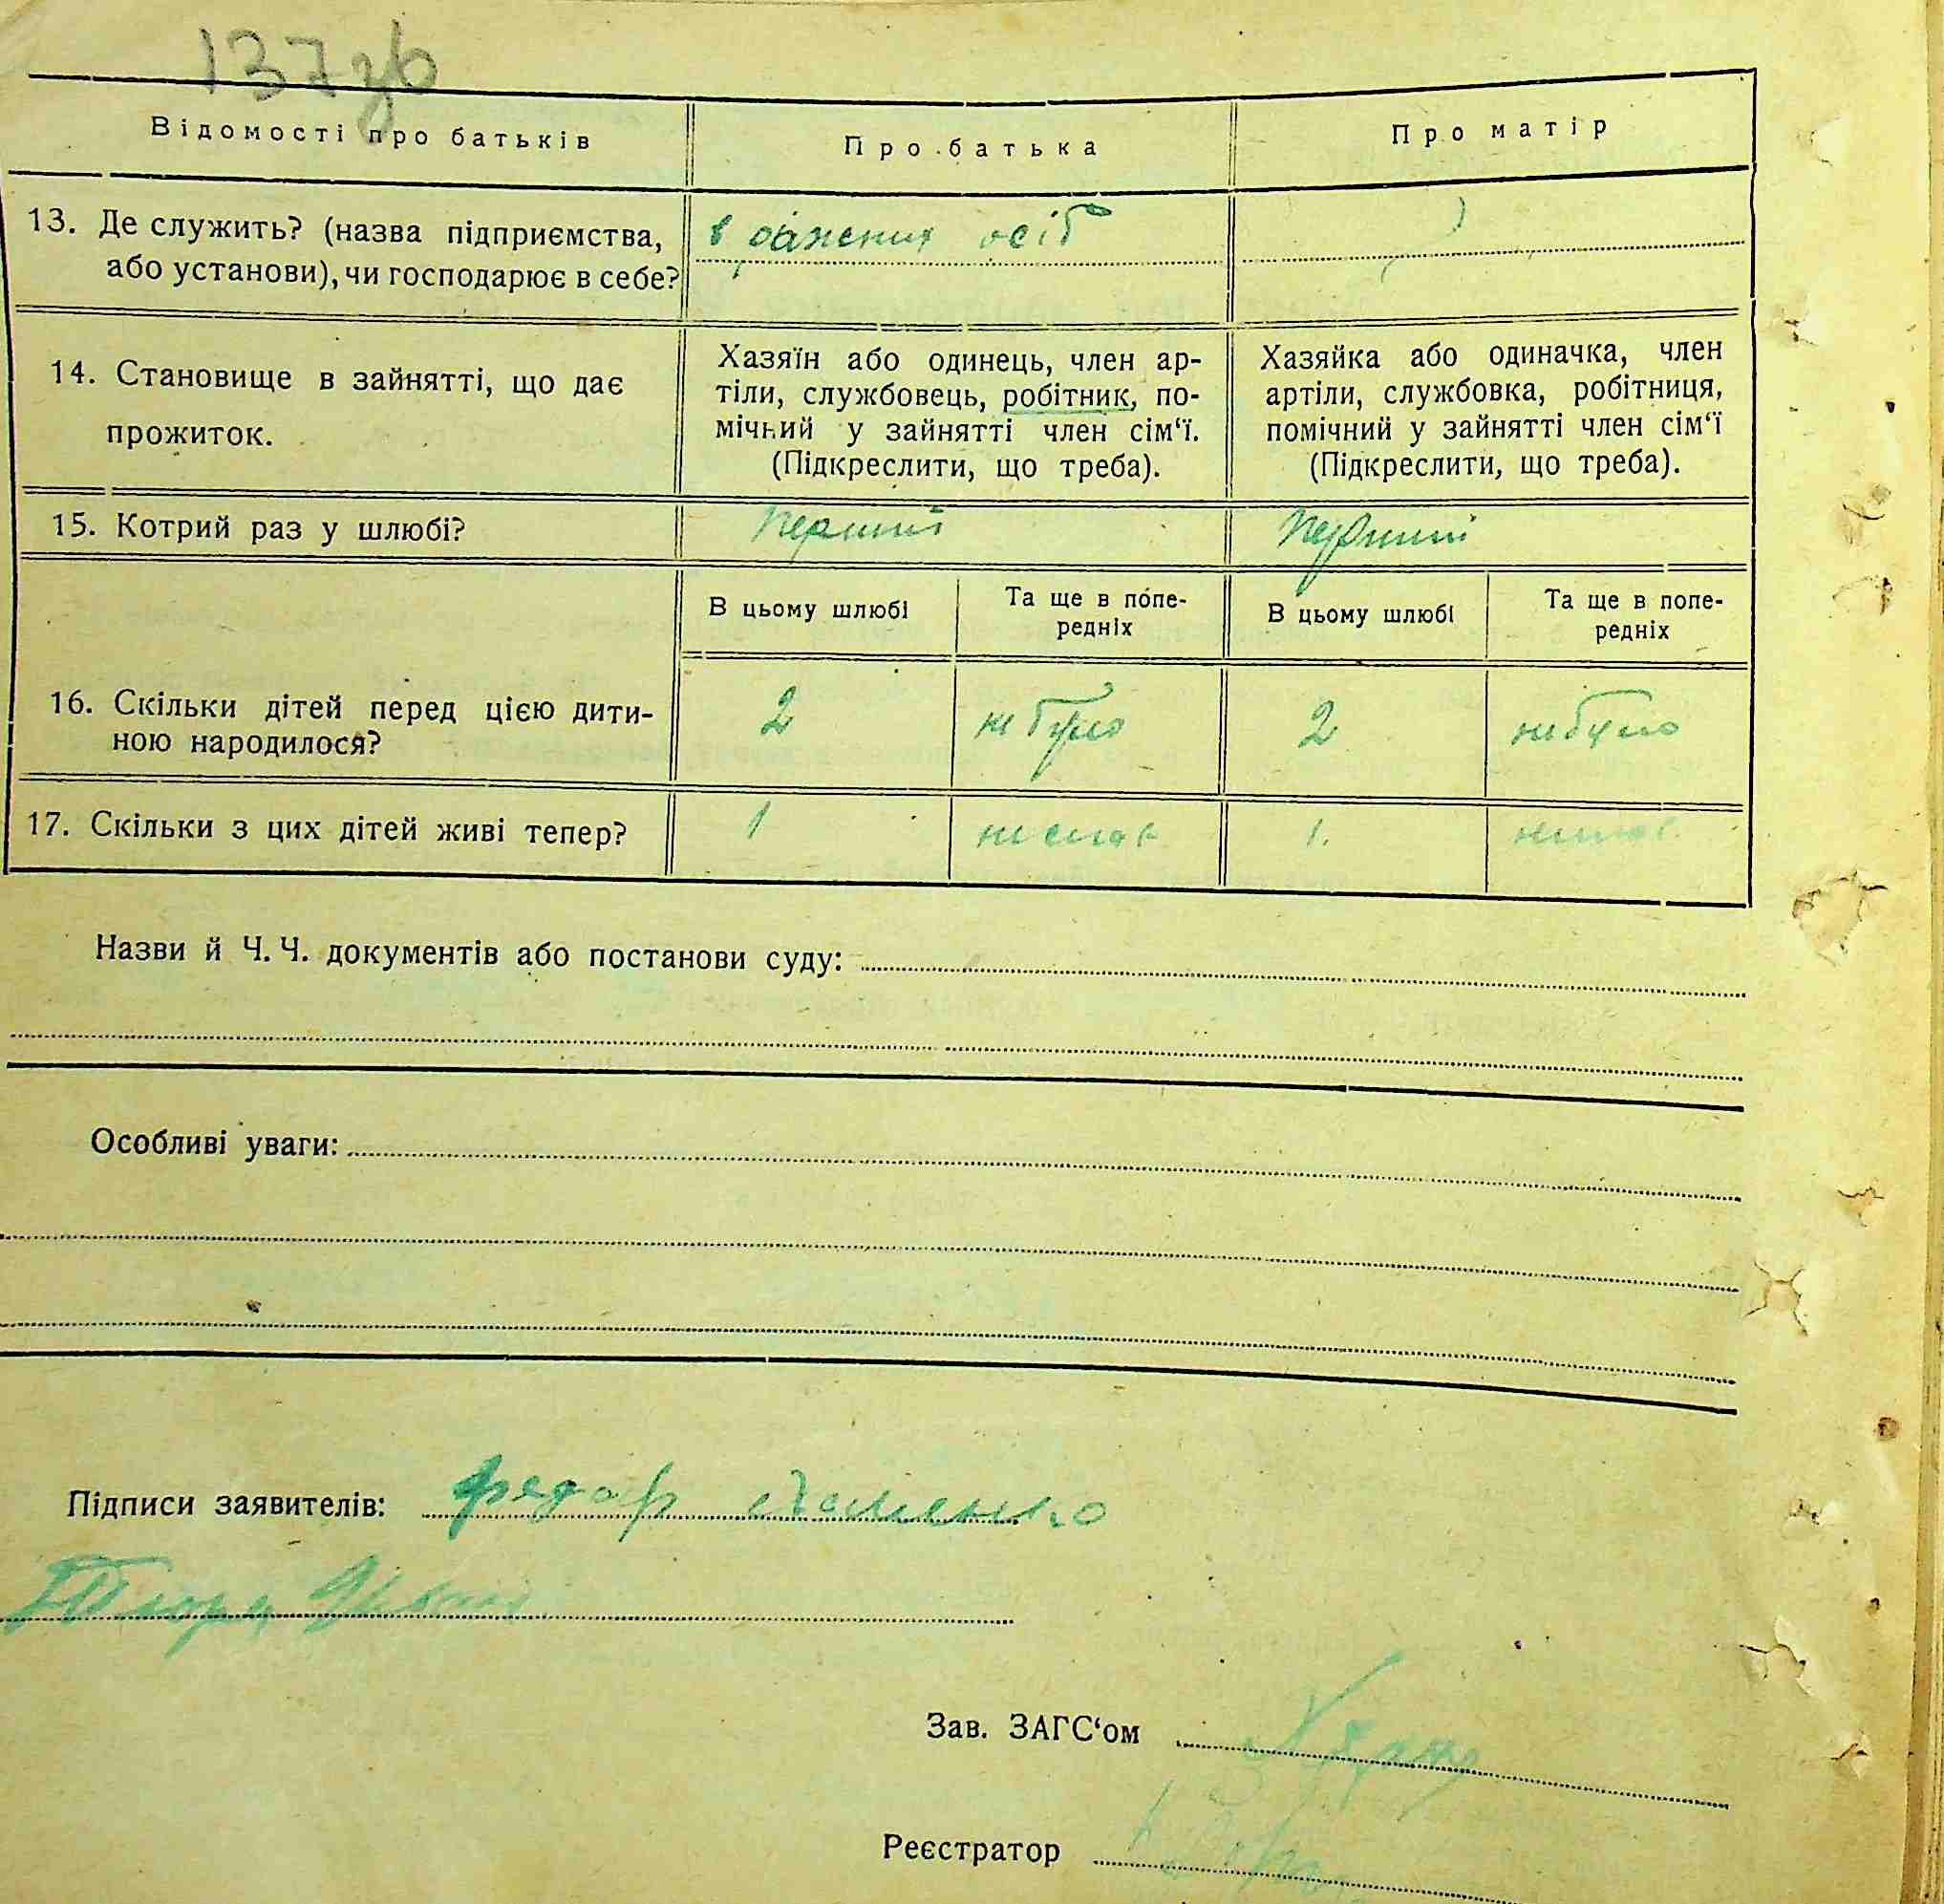 137зв
Відомості про батьків Про батька Про матір
13. Де служить? (назва підприємства, або установи), чи господарює в себе?
в ріжених осіб
14. Становище в зайнятті, що дає прожиток.
Хазяїн або одинець, член ар-
тіли, службовець, робітник, по-
мічний у зайнятті член сім‘ї.
(Підкреслити, що треба).
Хазяйка або одиначка, член
артіли, службовка, робітниця,
помічний у зайнятті член сім‘ї
(Підкреслити, що треба).
15. Котрий раз у шлюбі? Перший Перший
В цьому шлюбі Та ще в попе-
редніх В цьому шлюбі Та ще в попе-
редніх
16. Скільки дітей перед цією дити-
ною народилося? 2 не було 2 не було
17. Скільки з цих дітей живі тепер? 1 1.
Назви й Ч. Ч. документів або постанови суду:
Особливі уваги:
Підписи заявителів: Федор
Зав. ЗАГС‘ом
Реєстратор